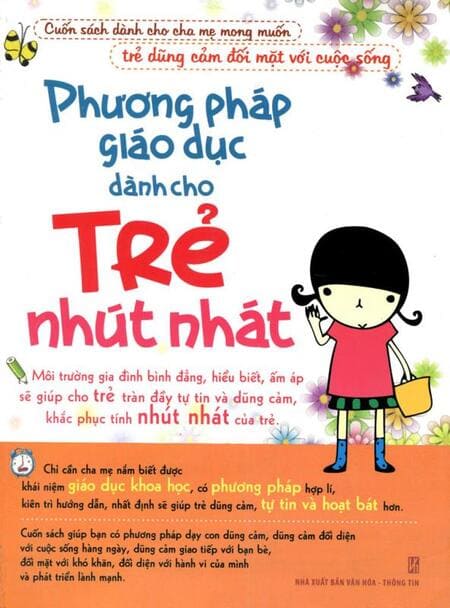 Cuốn sách dành cho cha mẹ mong muốn
trẻ dũng cảm đối mặt với cuộc sống
Phương pháp
giáo dục
dành cho
TRẺ
nhút nhát
Môi trường gia đình bình đẳng, hiểu biết, ấm áp
sẽ giúp cho trẻ tràn đầy tự tin và dũng cảm,
khắc phục tính nhút nhát của trẻ.
Chỉ cần cha mẹ nắm biết được
khái niệm giáo dục khoa học, có phương pháp hợp lí,
kiên trì hướng dẫn, nhất định sẽ giúp trẻ dũng cảm, tự tin và hoạt bát hơn.
Cuốn sách giúp bạn có phương pháp dạy con dũng cảm, dũng cảm đối diện
với cuộc sống hàng ngày, dũng cảm giao tiếp với bạn bè,
đối mặt với khó khăn, đối diện với hành vi của mình
và phát triển lành mạnh.
NHÀ XUẤT BẢN VĂN HÓA - THÔNG TIN